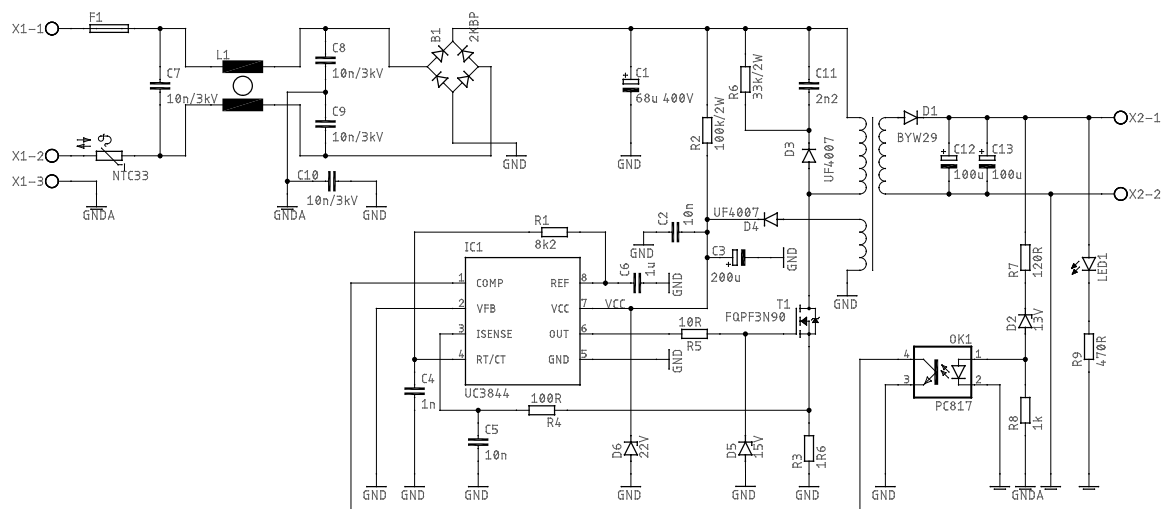 F1
X1-1
L1
C7
10n/3kV
C8
10n/3kV
C9
10n/3kV
B1
2KBP
C1
68u 400V
R2
100k/2W
R6
33k/2W
C11
2n2
D3
UF4007
D1
BYW29
X2-1
C12
100u
C13
100u
X2-2
X1-2
NTC33
X1-3
GNDA
C10
10n/3kV
GNDA
GND
GND
GND
R1
8k2
C2
10n
GND
UF4007
D4
C3
200u
GND
GND
IC1
1
COMP
REF
8
2
VFB
VCC
7
3
ISENSE
OUT
6
4
RT/CT
GND
5
UC3844
C6
1u
GND
VCC
GND
10R
R5
T1
FQPF3N90
R7
120R
LED1
D2
13V
R9
470R
OK1
4
1
3
2
PC817
R8
1k
C4
1n
100R
R4
C5
10n
D6
22V
D5
15V
R3
1R6
GND
GND
GND
GND
GND
GND
GND
GNDA